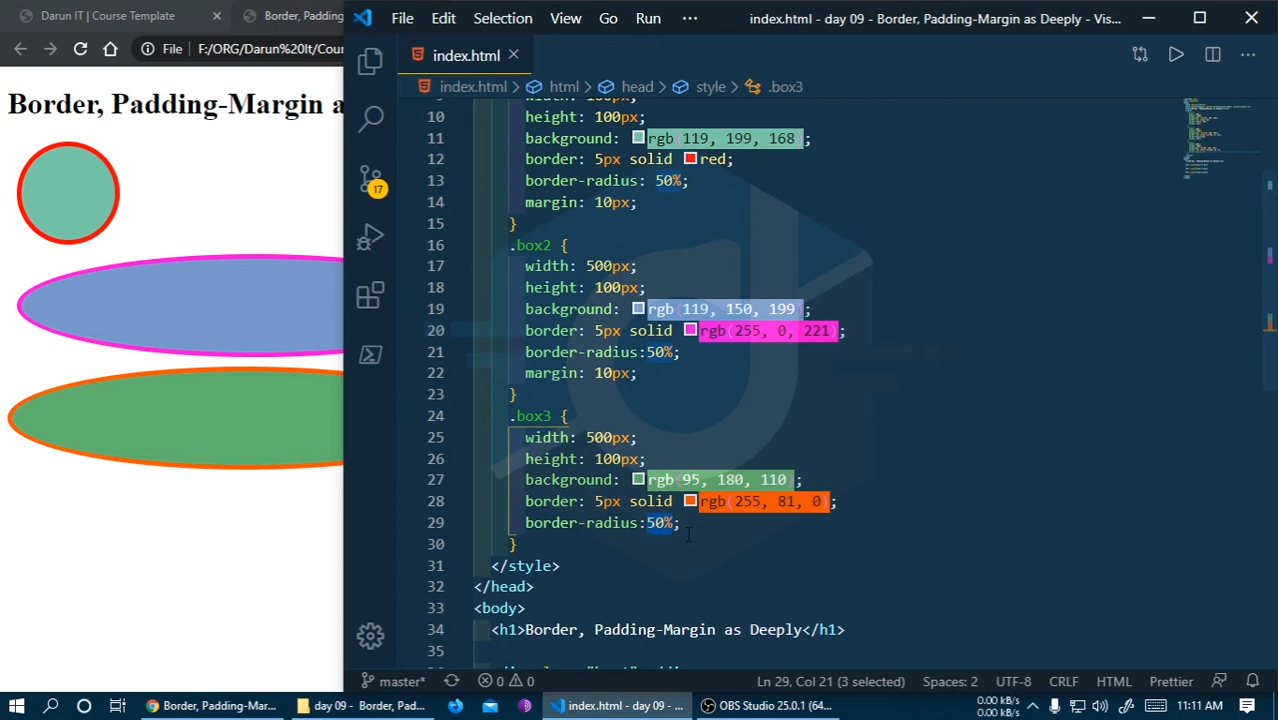 Darun IT | Course Template
Border, Padding
File Edit Selection View Go Run
index.html - day 09 - Border, Padding-Margin as Deeply - Vis...
File F:/ORG/Darun%20It/Cour
index.html
index.html > html > head > style > .box3
Border, Padding-Margin a
10 height: 100px;
11 background: rgb(119, 199, 168);
12 border: 5px solid red;
13 border-radius: 50%;
14 margin: 10px;
15 }
16 .box2 {
17 width: 500px;
18 height: 100px;
19 background: rgb(119, 150, 199);
20 border: 5px solid rgb(255, 0, 221);
21 border-radius:50%;
22 margin: 10px;
23 }
24 .box3 {
25 width: 500px;
26 height: 100px;
27 background: rgb(95, 180, 110);
28 border: 5px solid rgb(255, 81, 0);
29 border-radius:50%;
30 }
31 </style>
32 </head>
33 <body>
34 <h1>Border, Padding-Margin as Deeply</h1>
35
17
master* 0 0 Ln 29, Col 21 (3 selected) Spaces: 2 UTF-8 CRLF HTML Prettier
Border, Padding-Mar... day 09 - Border, Pad... index.html - day 09 - ... OBS Studio 25.0.1 (64... 0.00 kB/s 11:11 AM
0.00 kB/s